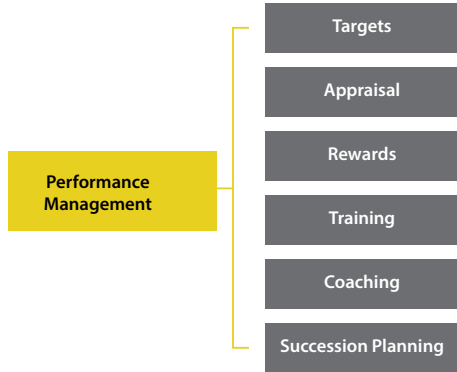 Targets
Appraisal
Rewards
Performance
Management
Training
Coaching
Succession Planning